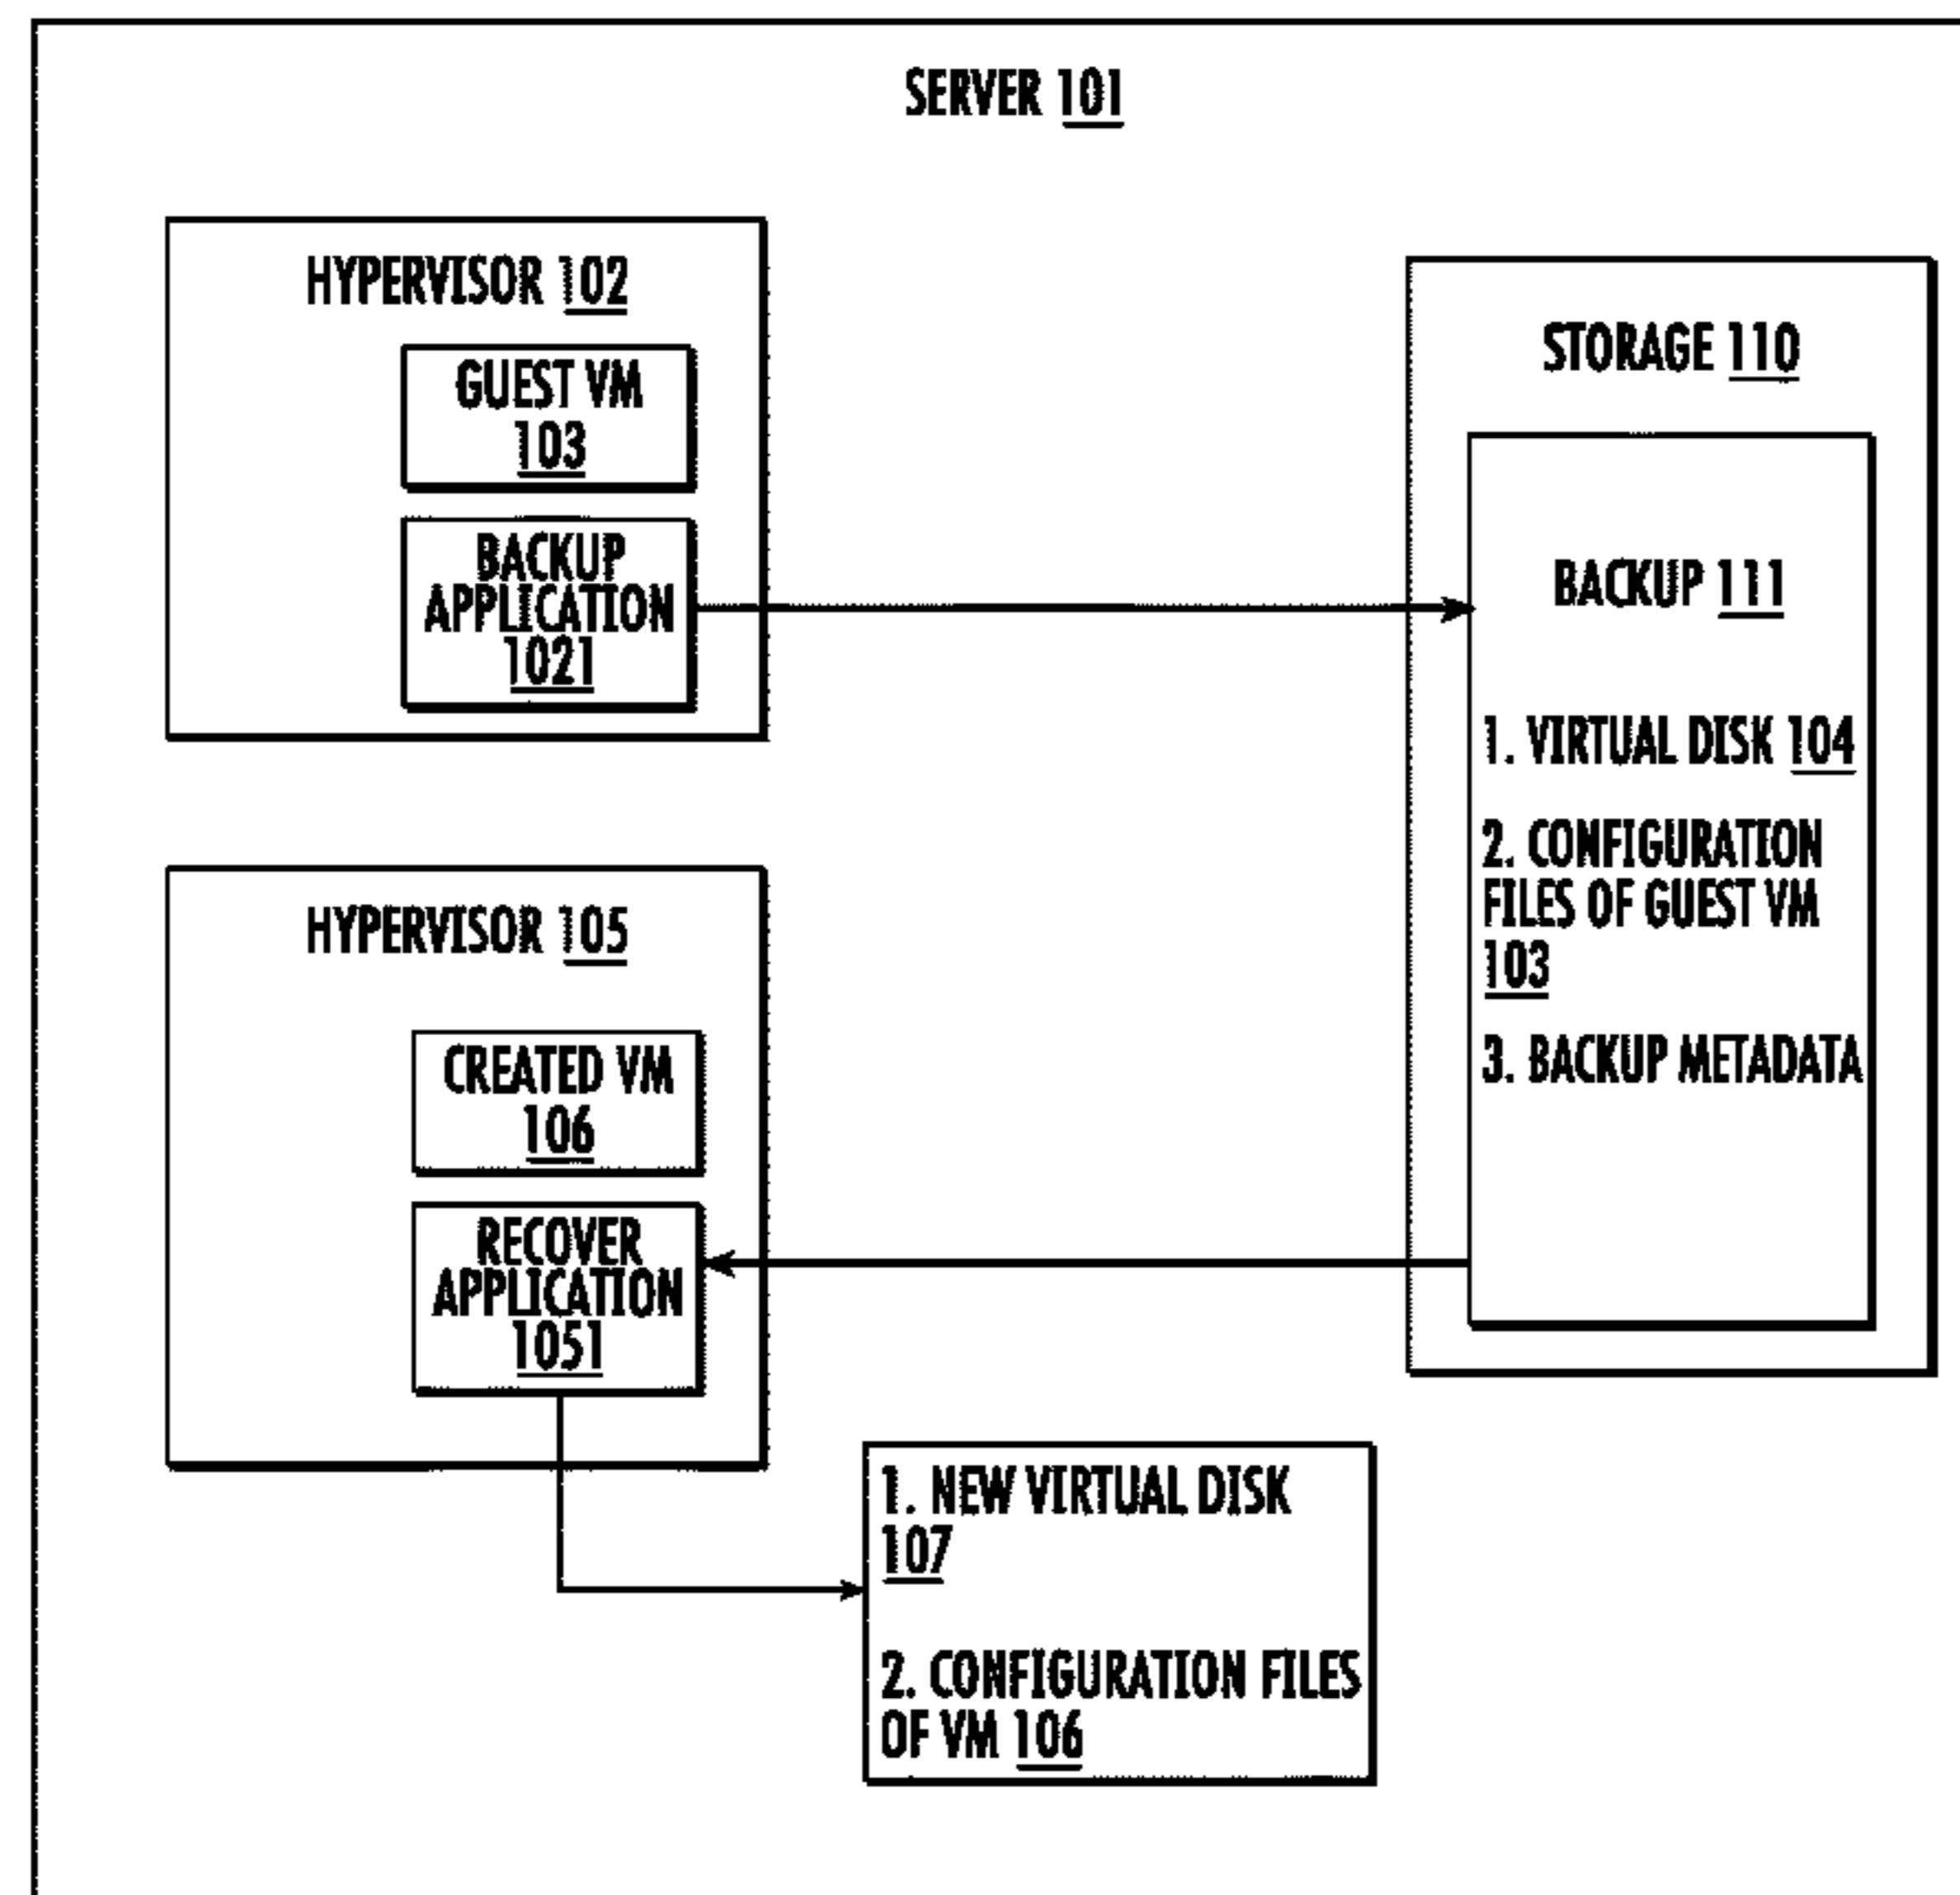 SERVER 101
HYPERVISOR 102
GUEST VM
103
BACKUP
APPLICATION
1021
STORAGE 110
BACKUP 111
1. VIRTUAL DISK 104
2. CONFIGURATION
FILES OF GUEST VM
103
3. BACKUP METADATA
HYPERVISOR 105
CREATED VM
106
RECOVER
APPLICATION
1051
1. NEW VIRTUAL DISK
107
2. CONFIGURATION FILES
OF VM 106